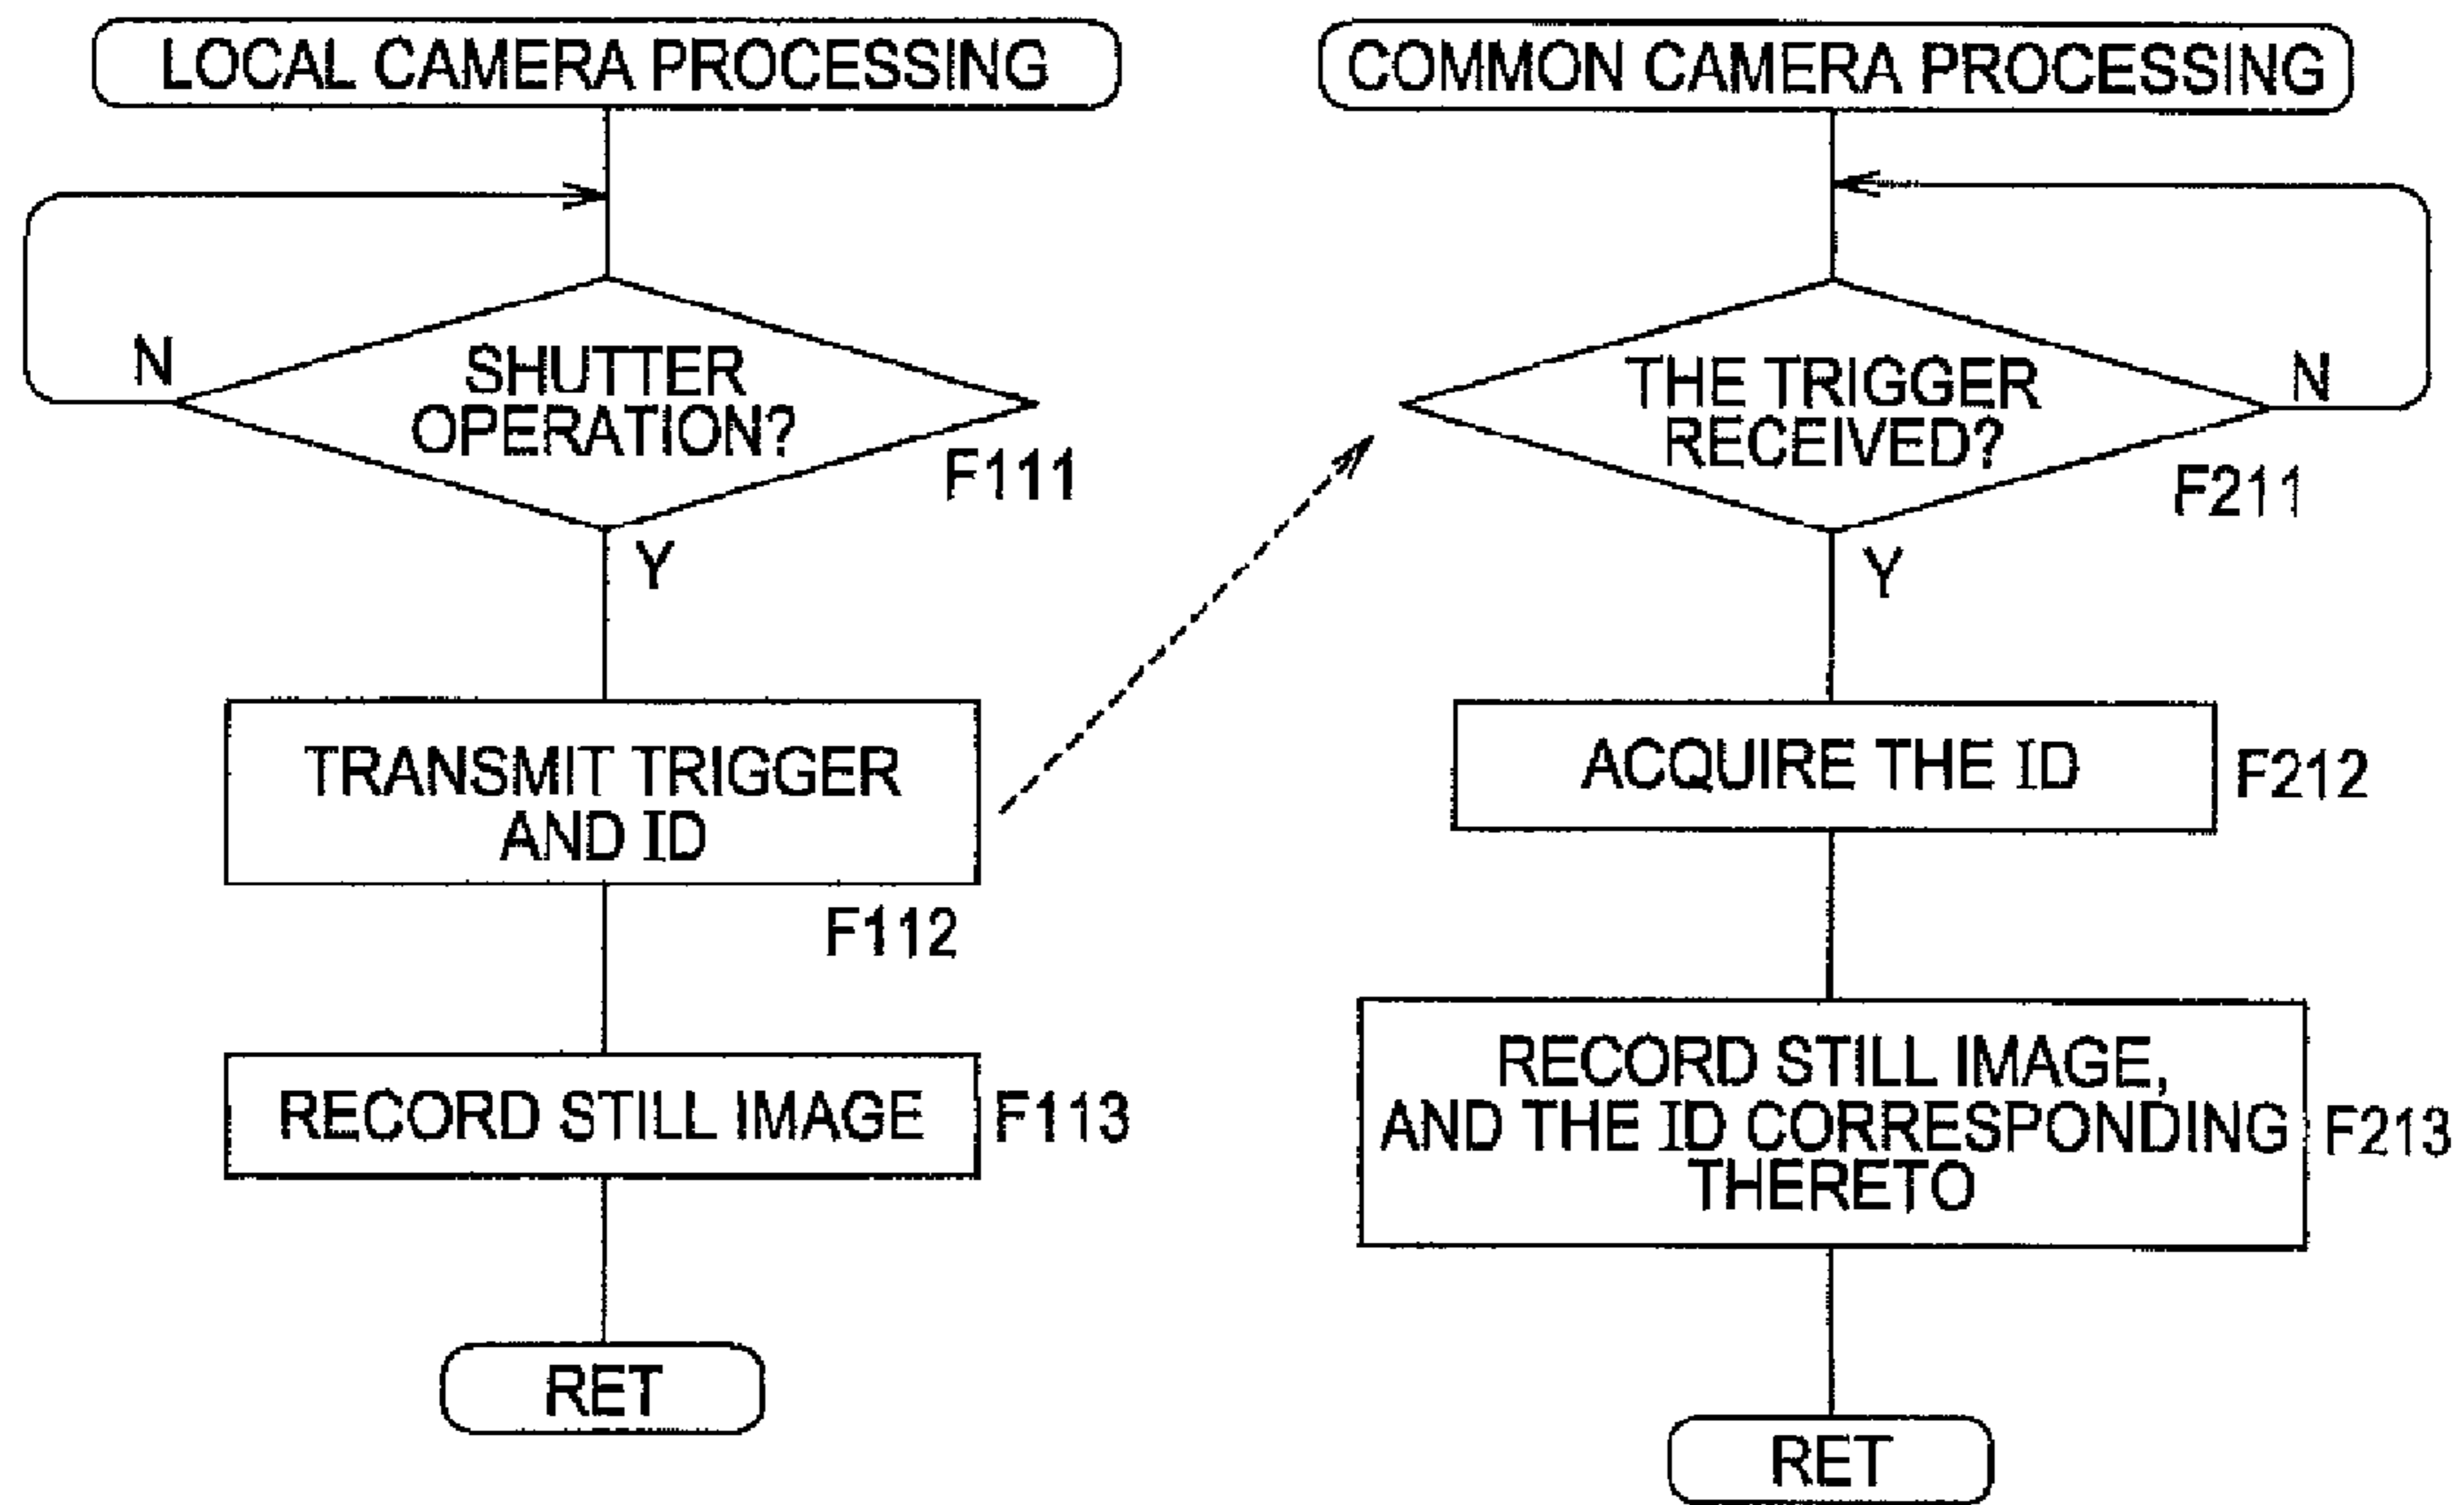 LOCAL CAMERA PROCESSING
N
SHUTTER
OPERATION?
F111
Y
TRANSMIT TRIGGER
AND ID
F112
RECORD STILL IMAGE
F113
RET
COMMON CAMERA PROCESSING
THE TRIGGER
RECEIVED?
N
F211
Y
ACQUIRE THE ID
F212
RECORD STILL IMAGE,
AND THE ID CORRESPONDING
THERETO
F213
RET